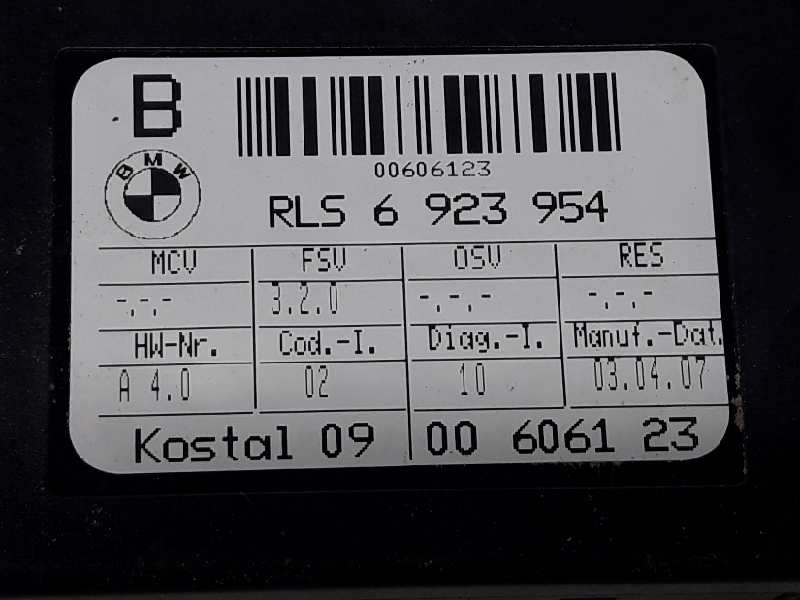 B
BMW
00606123
RLS 6 923 954
MCV FSV OSV RES
-.-.- 3.2.0 -.-.- -.-.-
HW-Nr. Cod.-I. Diag.-I. Manuf.-Dat.
A 4.0 02 10 03.04.07
Kostal 09 00 6061 23